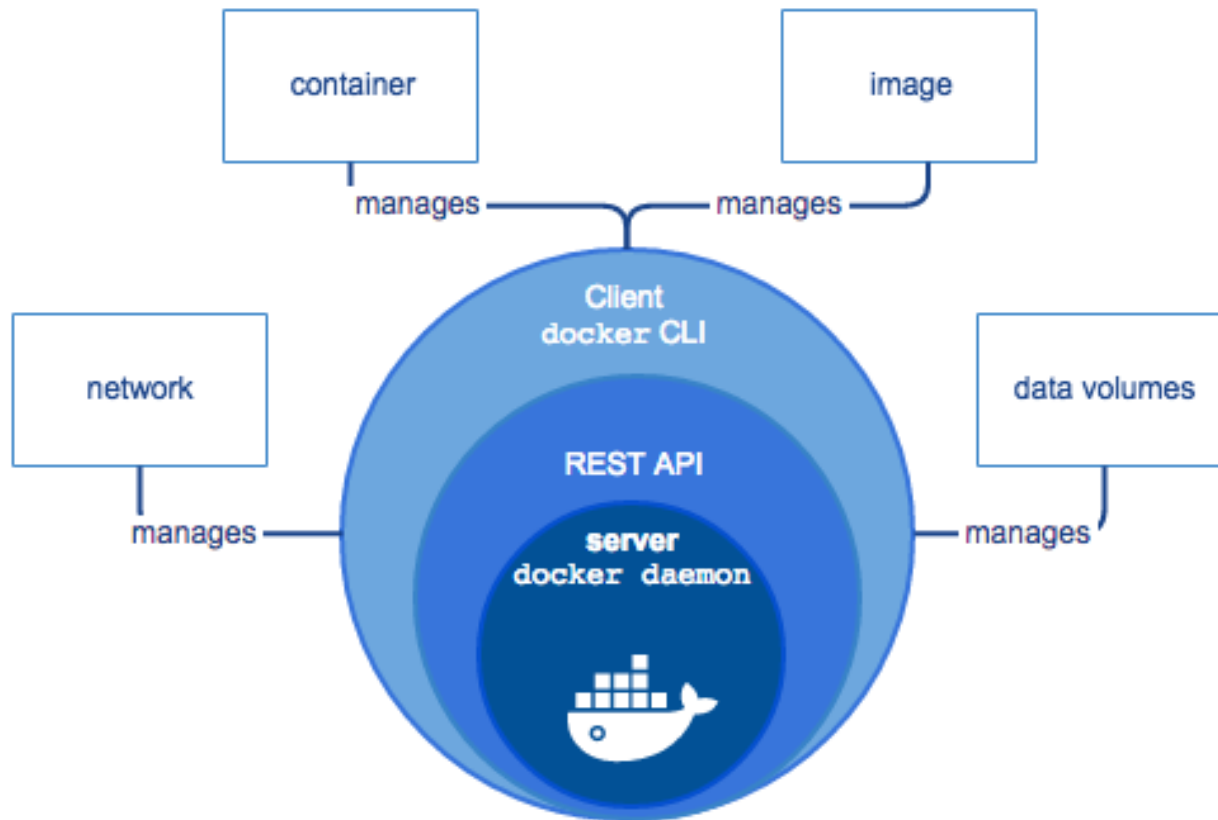 container
image
manages
manages
Client
docker CLI
network
data volumes
REST API
manages
manages
server
docker daemon